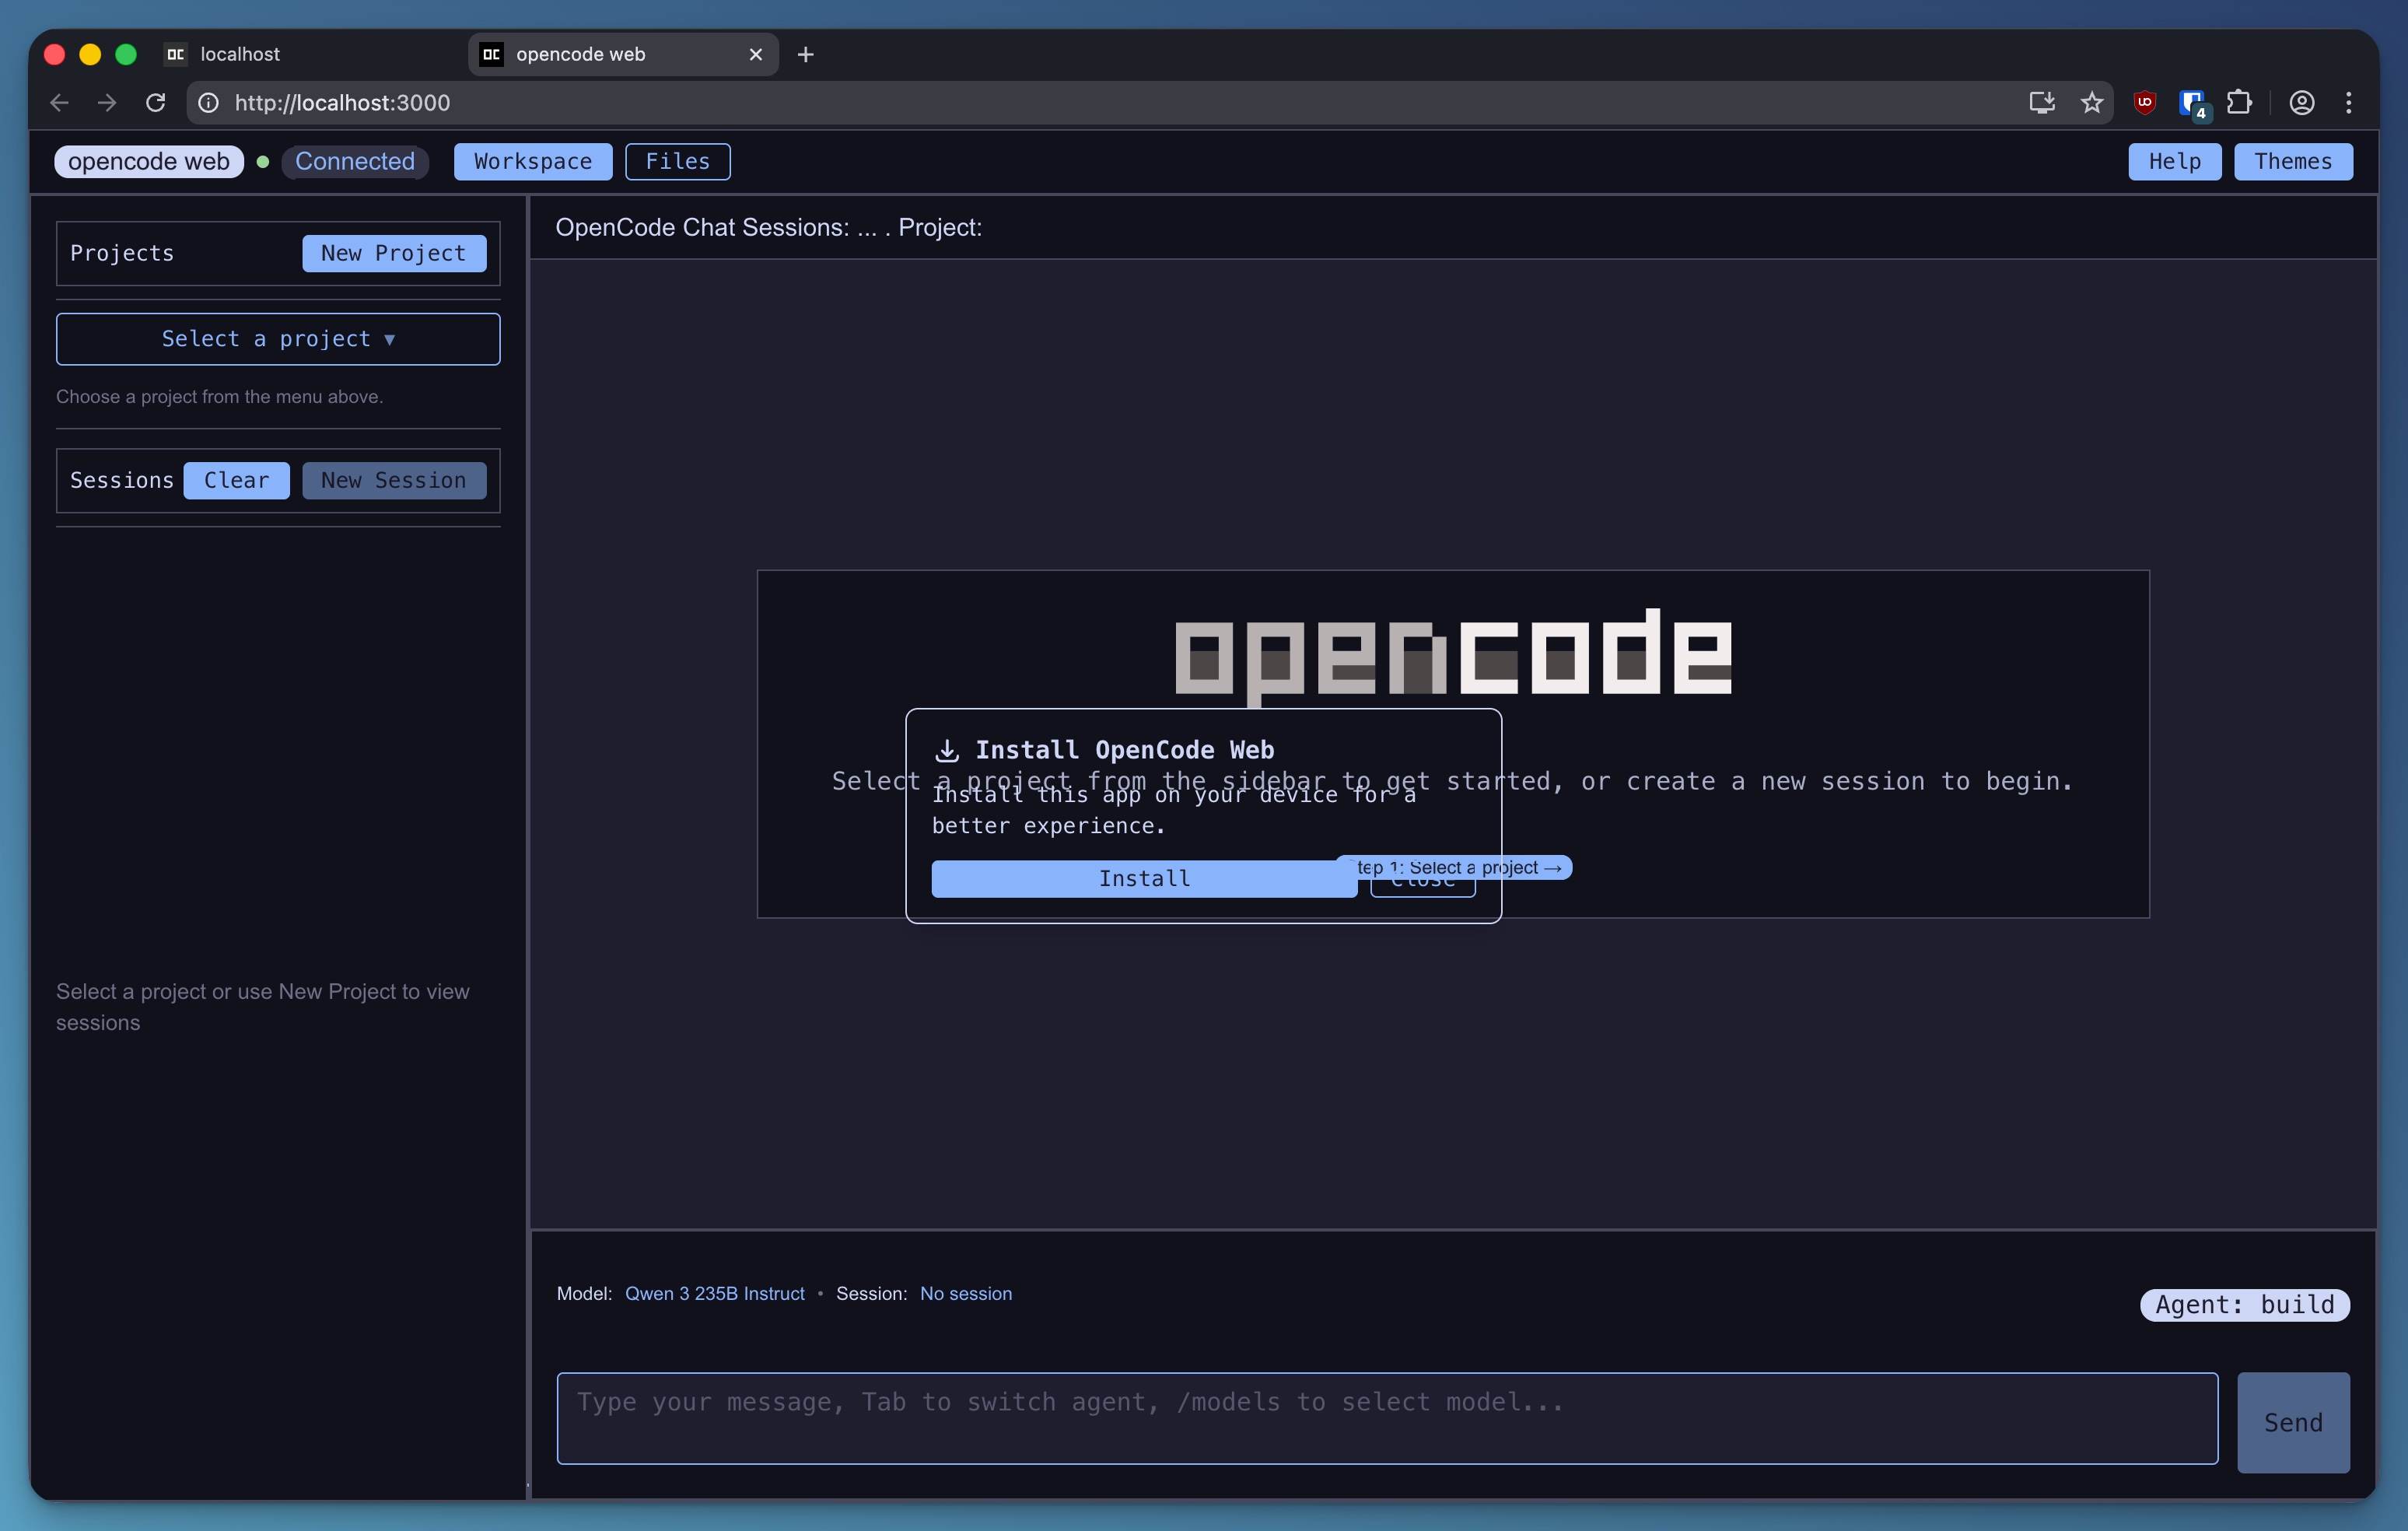 localhost
opencode web
http://localhost:3000
4
opencode web Connected Workspace Files Help Themes
Projects New Project
Select a project ▼
Choose a project from the menu above.
Sessions Clear New Session
Select a project or use New Project to view
sessions
OpenCode Chat Sessions: ... . Project:
opencode
Select a project from the sidebar to get started, or create a new session to begin.
Install OpenCode Web
Install this app on your device for a
better experience.
Install Close
Step 1: Select a project →
Model: Qwen 3 235B Instruct • Session: No session
Agent: build
Type your message, Tab to switch agent, /models to select model...
Send